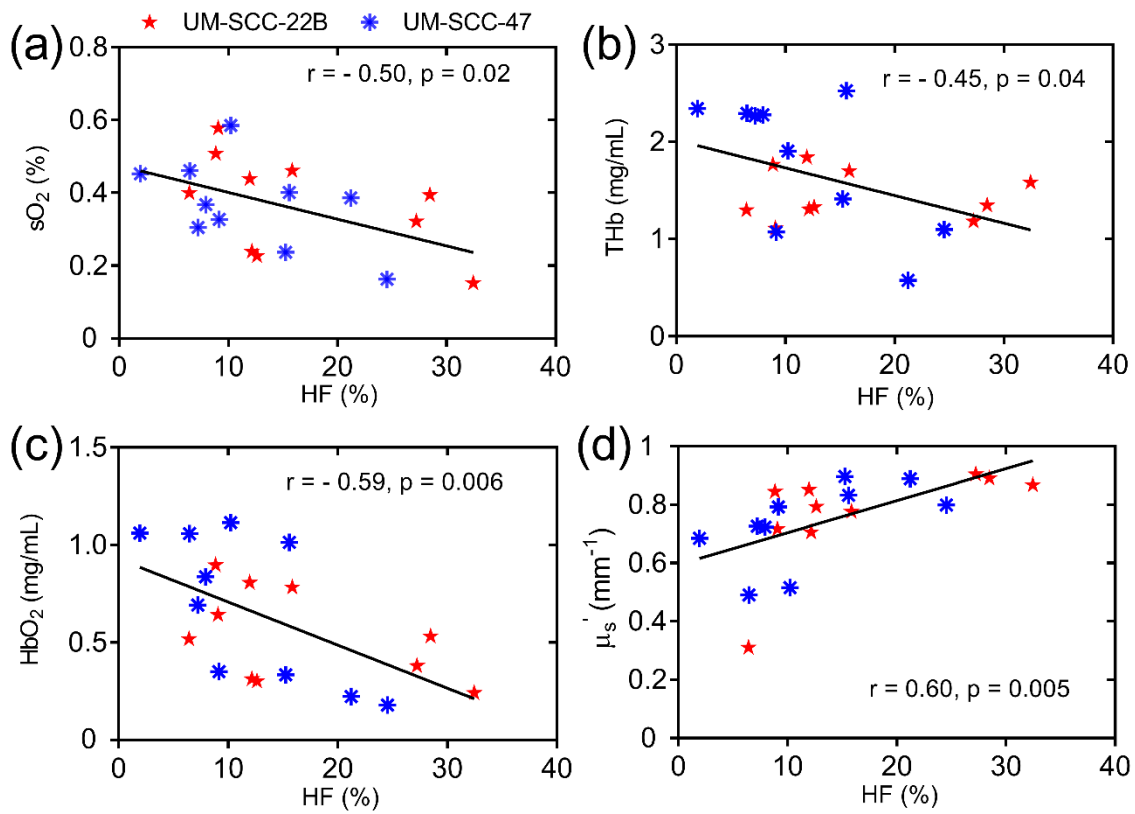 UM-SCC-22B UM-SCC-47
(a)
0.8
0.6
0.4
0.2
0
sO2 (%)
r = - 0.50, p = 0.02
0 10 20 30 40
HF (%)
(b)
3
2
1
0
THb (mg/mL)
r = - 0.45, p = 0.04
0 10 20 30 40
HF (%)
(c)
1.5
1.0
0.5
0
HbO2 (mg/mL)
r = - 0.59, p = 0.006
0 10 20 30 40
HF (%)
(d)
1
0.8
0.6
0.4
0.2
0
μs' (mm⁻¹)
r = 0.60, p = 0.005
0 10 20 30 40
HF (%)